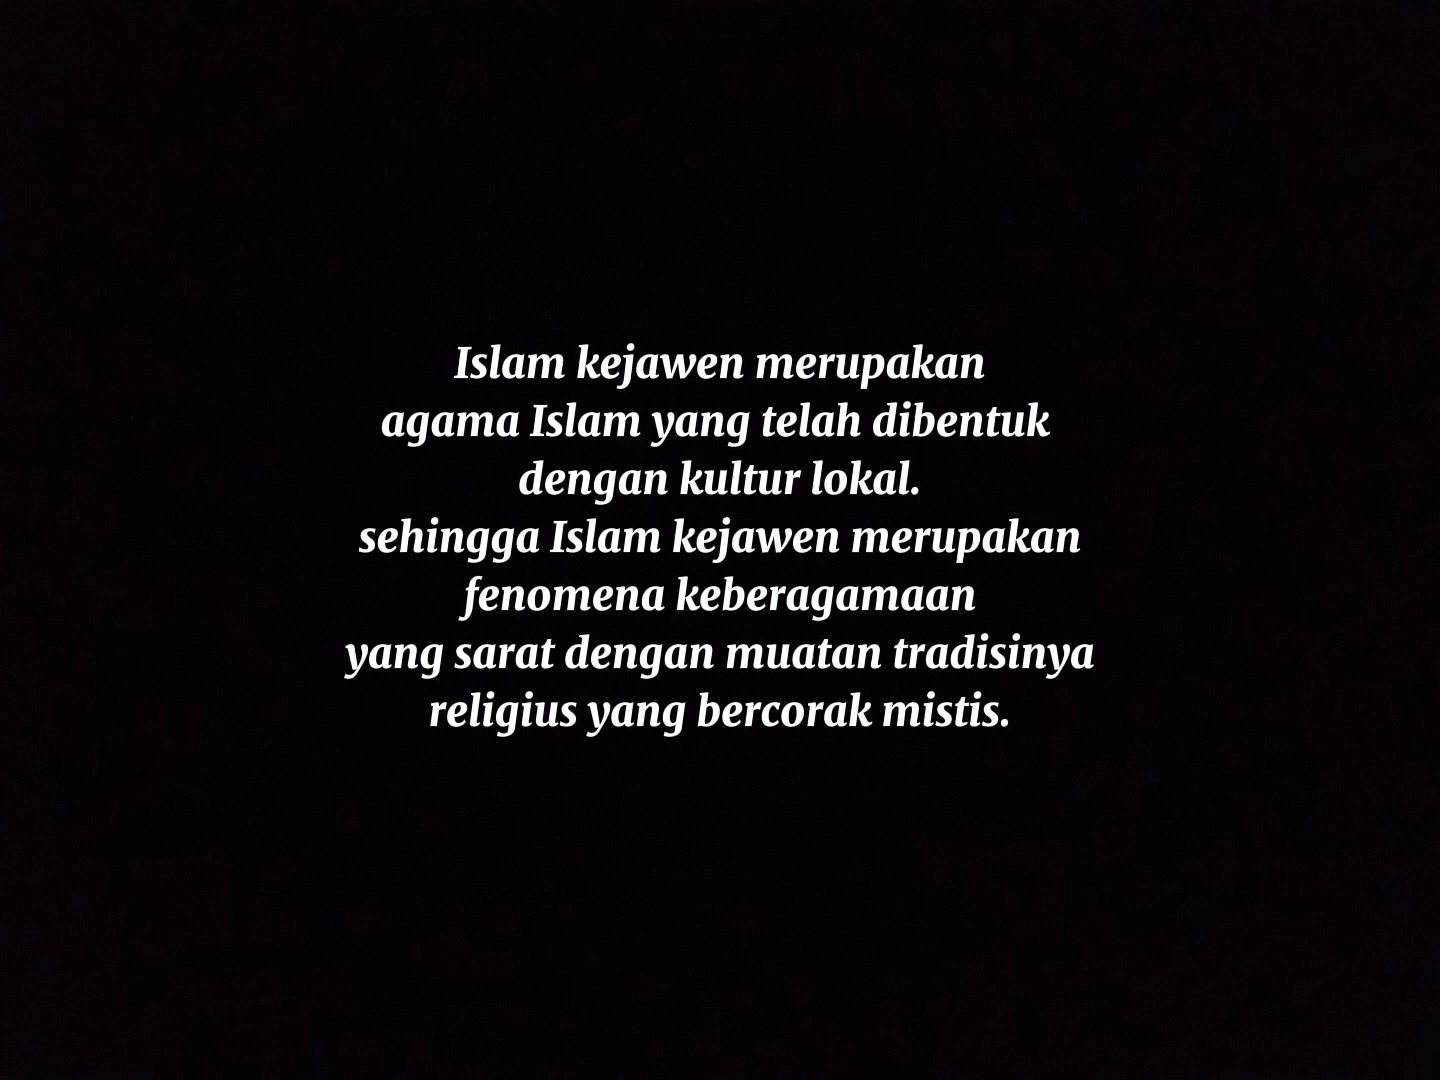 Islam kejawen merupakan
agama Islam yang telah dibentuk
dengan kultur lokal.
sehingga Islam kejawen merupakan
fenomena keberagamaan
yang sarat dengan muatan tradisinya
religius yang bercorak mistis.